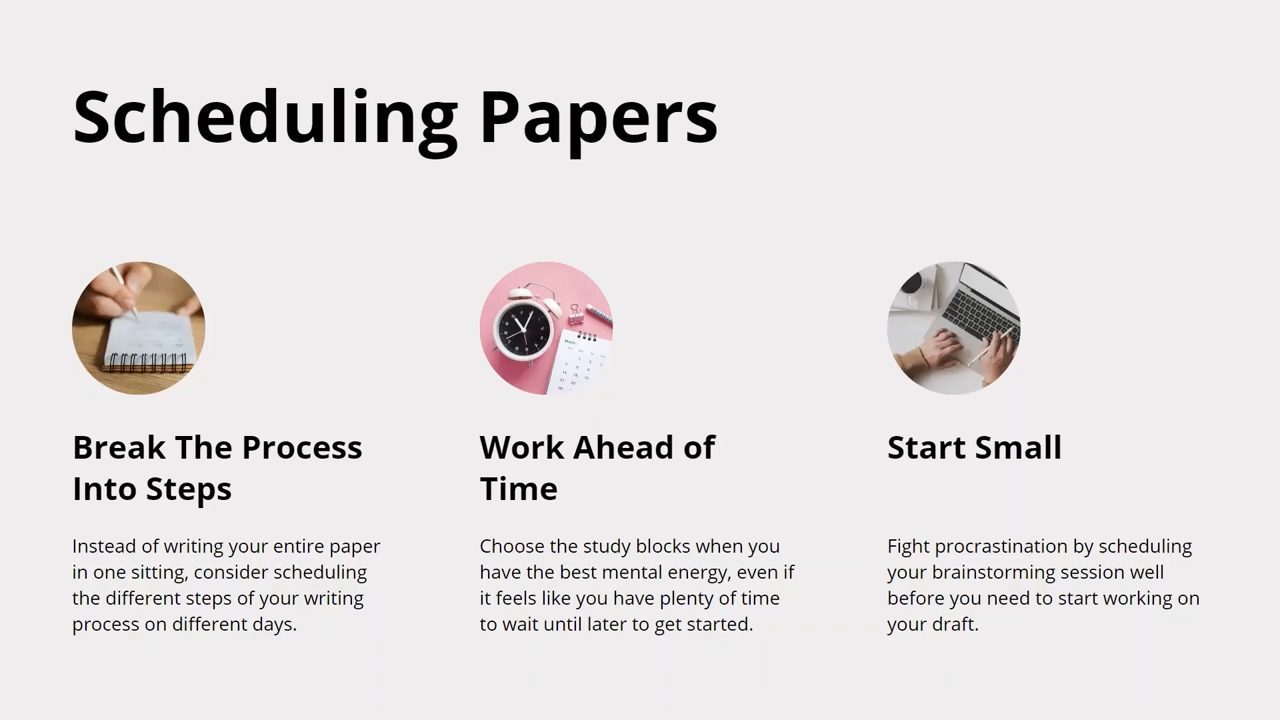 Scheduling Papers
Break The Process
Into Steps
Instead of writing your entire paper
in one sitting, consider scheduling
the different steps of your writing
process on different days.
Work Ahead of
Time
Choose the study blocks when you
have the best mental energy, even if
it feels like you have plenty of time
to wait until later to get started.
Start Small
Fight procrastination by scheduling
your brainstorming session well
before you need to start working on
your draft.